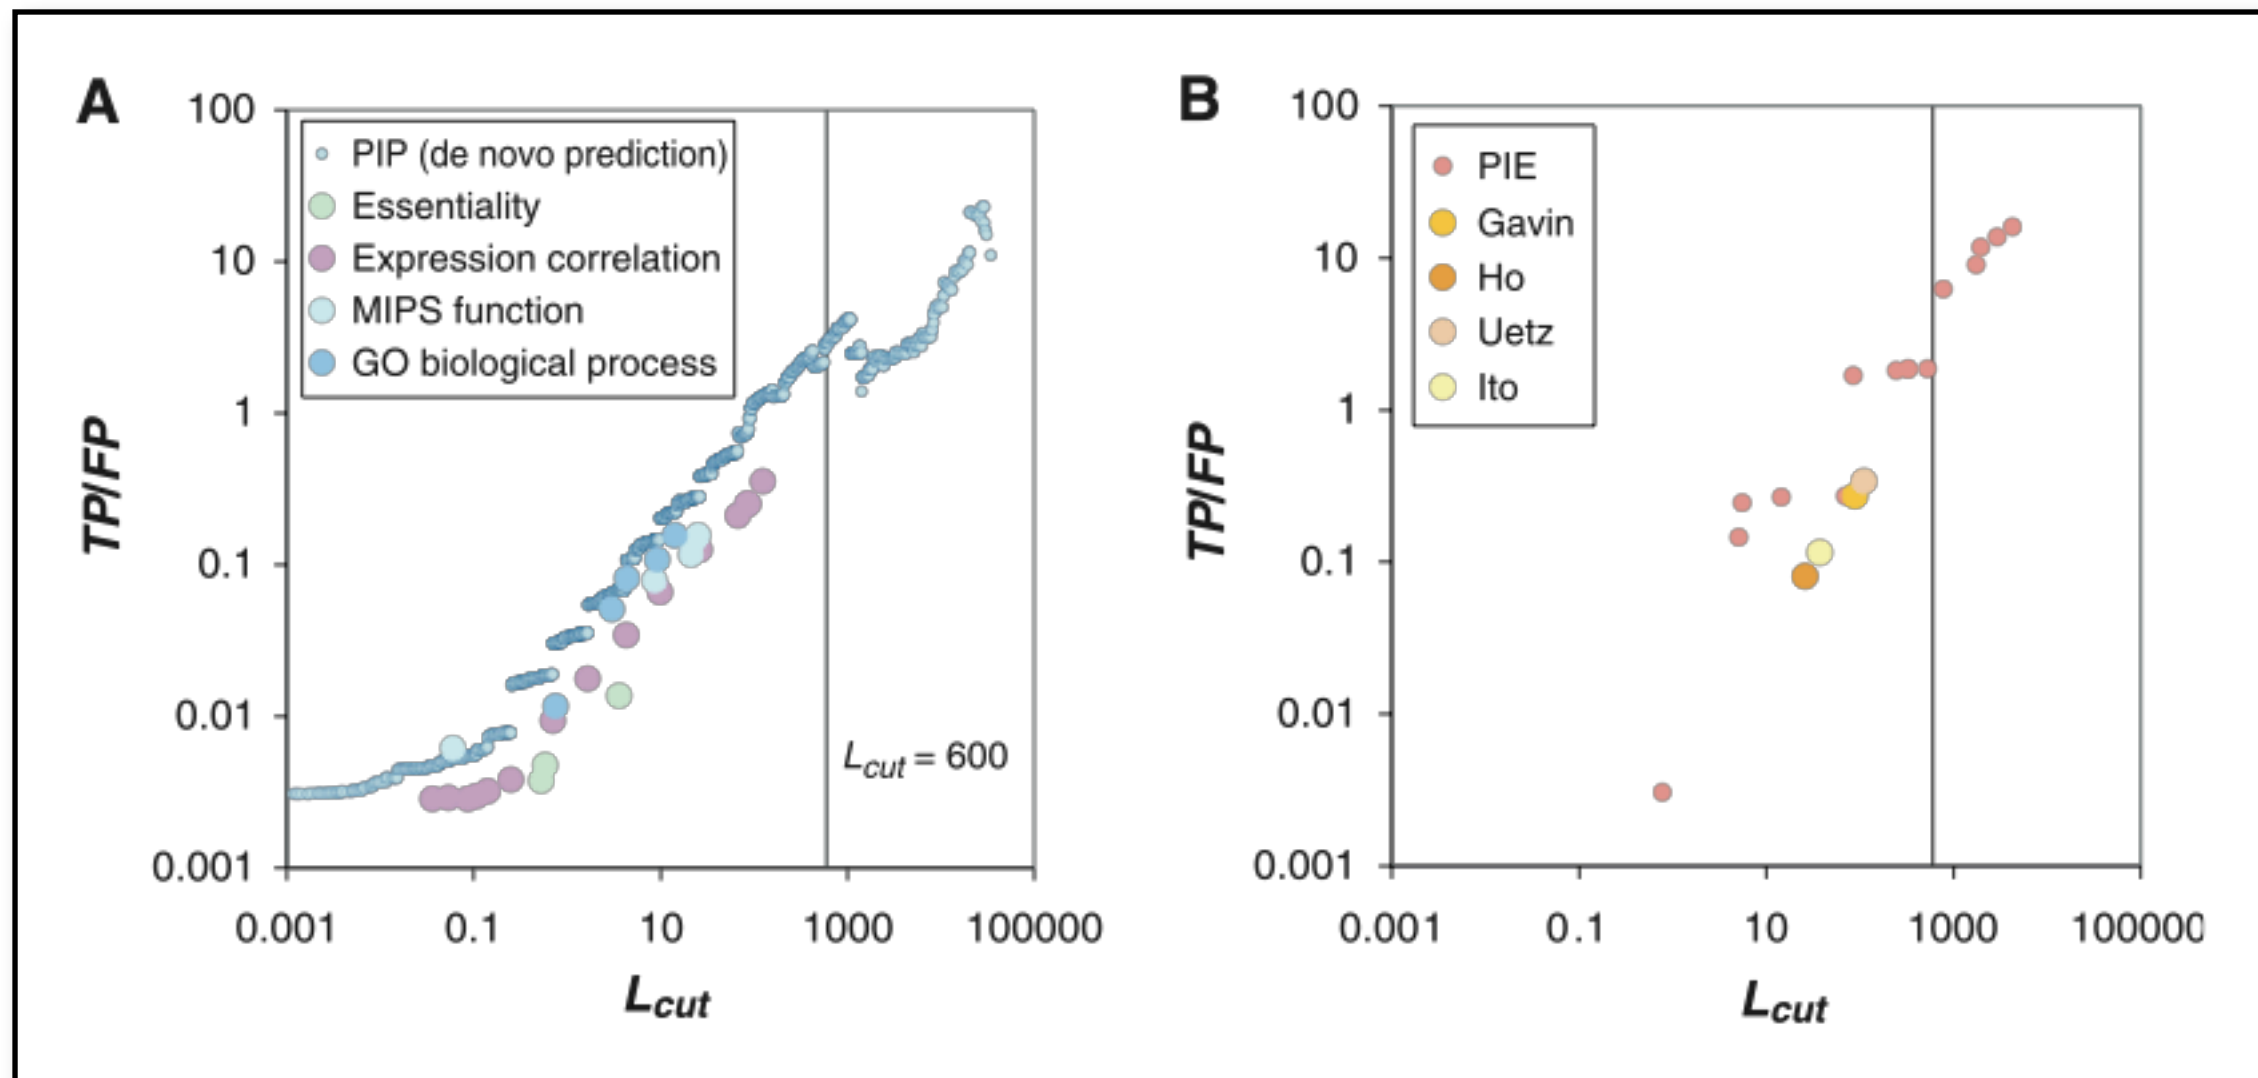 A
100
10
1
0.1
0.01
0.001
TP/FP
PIP (de novo prediction)
Essentiality
Expression correlation
MIPS function
GO biological process
Lcut = 600
0.001
0.1
10
1000
100000
Lcut
B
100
10
1
0.1
0.01
0.001
TP/FP
PIE
Gavin
Ho
Uetz
Ito
0.001
0.1
10
1000
100000
Lcut